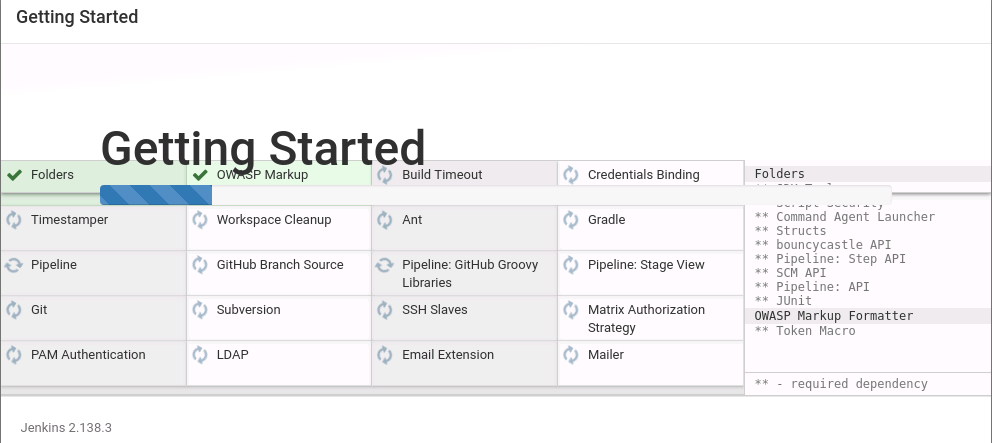 Getting Started
Getting Started
Folders
OWASP Markup
Build Timeout
Credentials Binding
Timestamper
Workspace Cleanup
Ant
Gradle
Pipeline
GitHub Branch Source
Pipeline: GitHub Groovy
Libraries
Pipeline: Stage View
Git
Subversion
SSH Slaves
Matrix Authorization
Strategy
PAM Authentication
LDAP
Email Extension
Mailer
Folders
** Script Security
** Command Agent Launcher
** Structs
** bouncycastle API
** Pipeline: Step API
** SCM API
** Pipeline: API
** JUnit
OWASP Markup Formatter
** Token Macro
** - required dependency
Jenkins 2.138.3